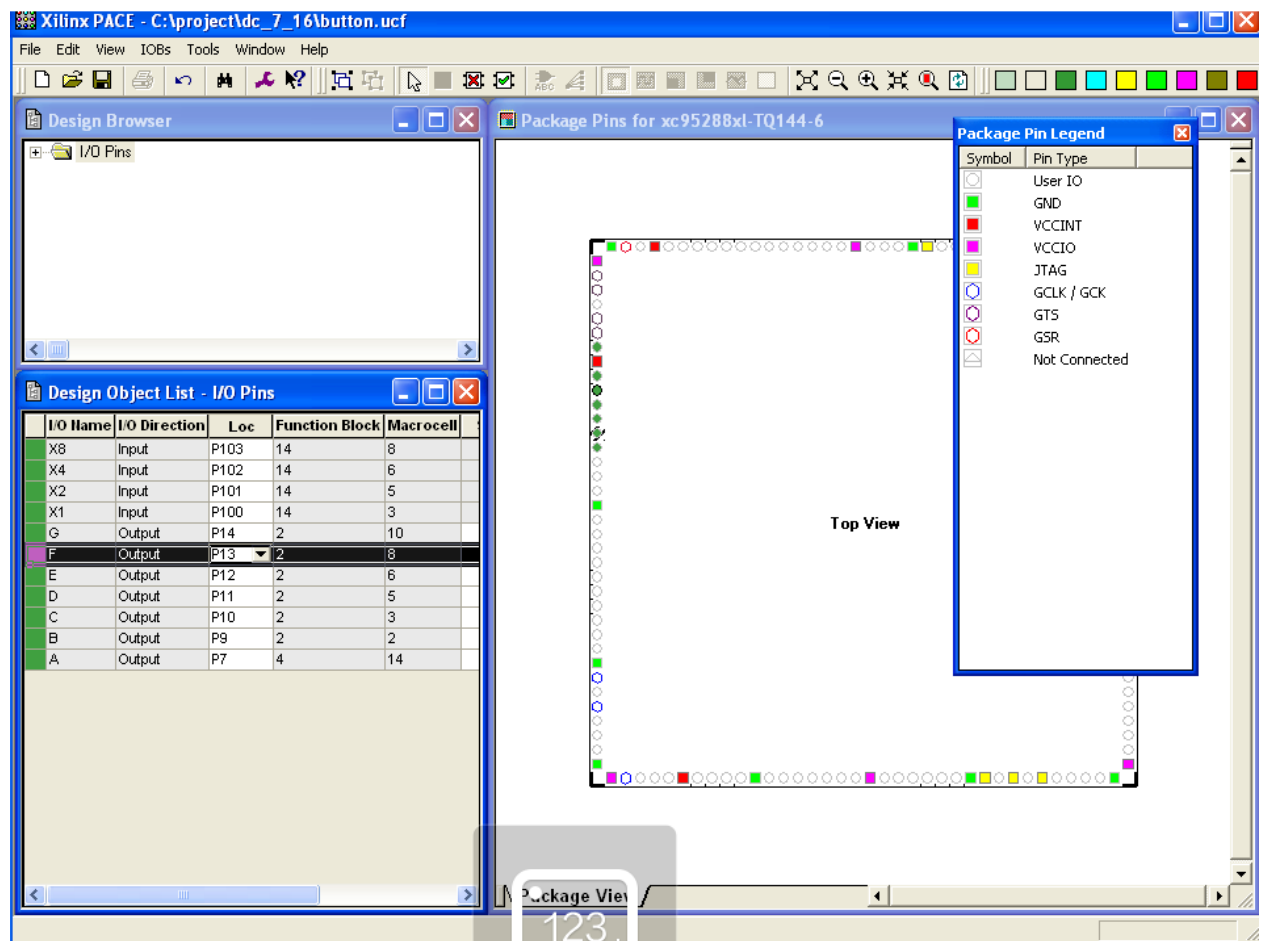 Xilinx PACE - C:\project\dc_7_16\button.ucf
File Edit View IOBs Tools Window Help
ABC
Design Browser
I/O Pins
Design Object List - I/O Pins
I/O Name I/O Direction Loc Function Block Macrocell
X8 Input P103 14 8
X4 Input P102 14 6
X2 Input P101 14 5
X1 Input P100 14 3
G Output P14 2 10
F Output P13 2 8
E Output P12 2 6
D Output P11 2 5
C Output P10 2 3
B Output P9 2 2
A Output P7 4 14
Package Pins for xc95288xl-TQ144-6
Top View
Package View
Package Pin Legend
Symbol Pin Type
User IO
GND
VCCINT
VCCIO
JTAG
GCLK / GCK
GTS
GSR
Not Connected
123